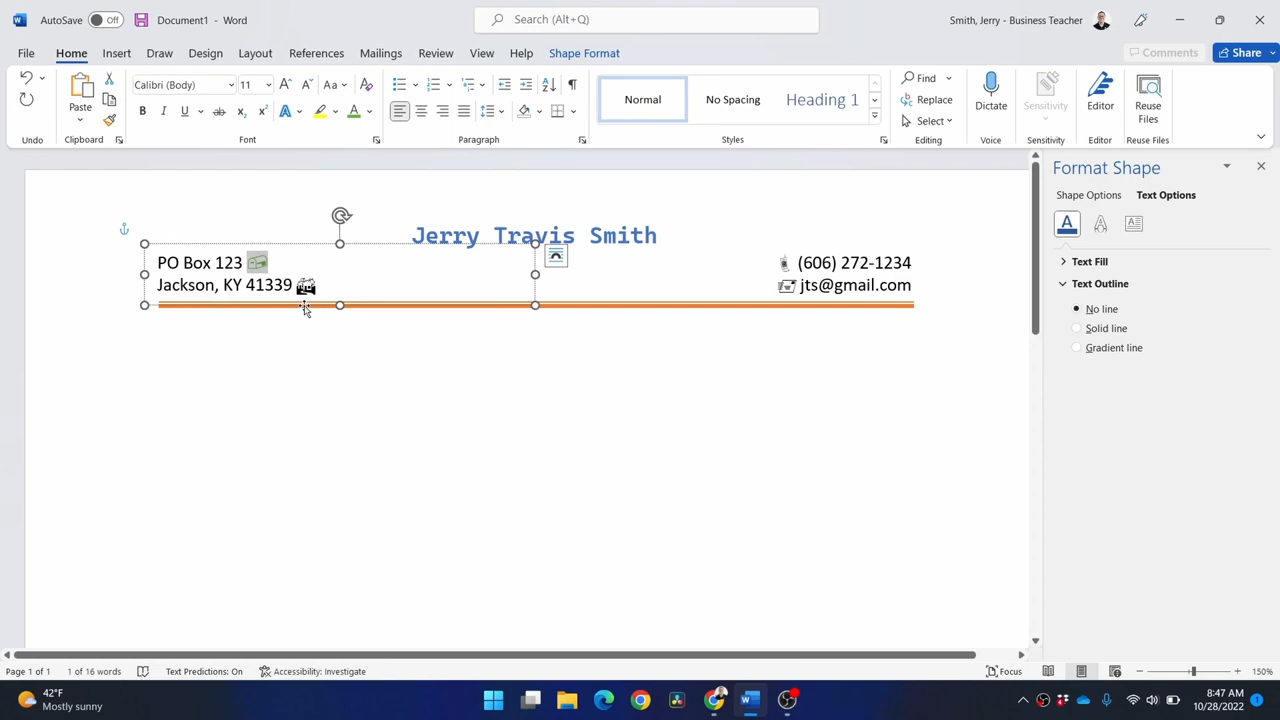 AutoSave Off Document1 - Word Search (Alt+Q) Smith, Jerry - Business Teacher
File Home Insert Draw Design Layout References Mailings Review View Help Shape Format Comments Share
Calibri (Body) 11 Aa Normal No Spacing Heading 1 Find
Paste B I U ab x2 x2 A A Replace Dictate Sensitivity Editor Reuse Files
Select
Undo Clipboard Font Paragraph Styles Editing Voice Sensitivity Editor Reuse Files
Format Shape
Shape Options Text Options
Text Fill
Text Outline
No line
Solid line
Gradient line
Jerry Travis Smith
PO Box 123 (606) 272-1234
Jackson, KY 41339 jts@gmail.com
Page 1 of 1 1 of 16 words Text Predictions: On Accessibility: Investigate Focus 150%
42°F
Mostly sunny
8:47 AM
10/28/2022
1